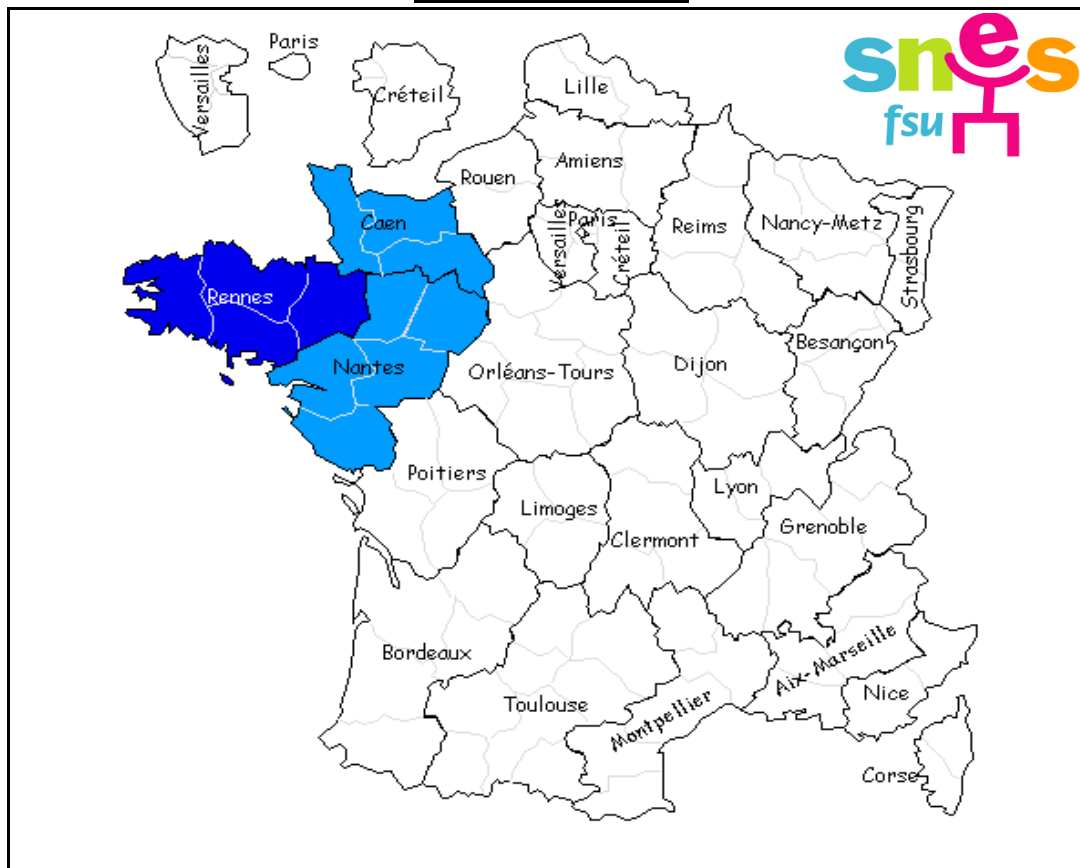 Versailles
Paris
Créteil
Lille
snes
fsu
Amiens
Rouen
Caen
Versailles
Paris
Créteil
Reims
Nancy-Metz
Strasbourg
Rennes
Nantes
Orléans-Tours
Dijon
Besançon
Poitiers
Limoges
Clermont
Lyon
Grenoble
Bordeaux
Toulouse
Montpellier
Aix-Marseille
Nice
Corse